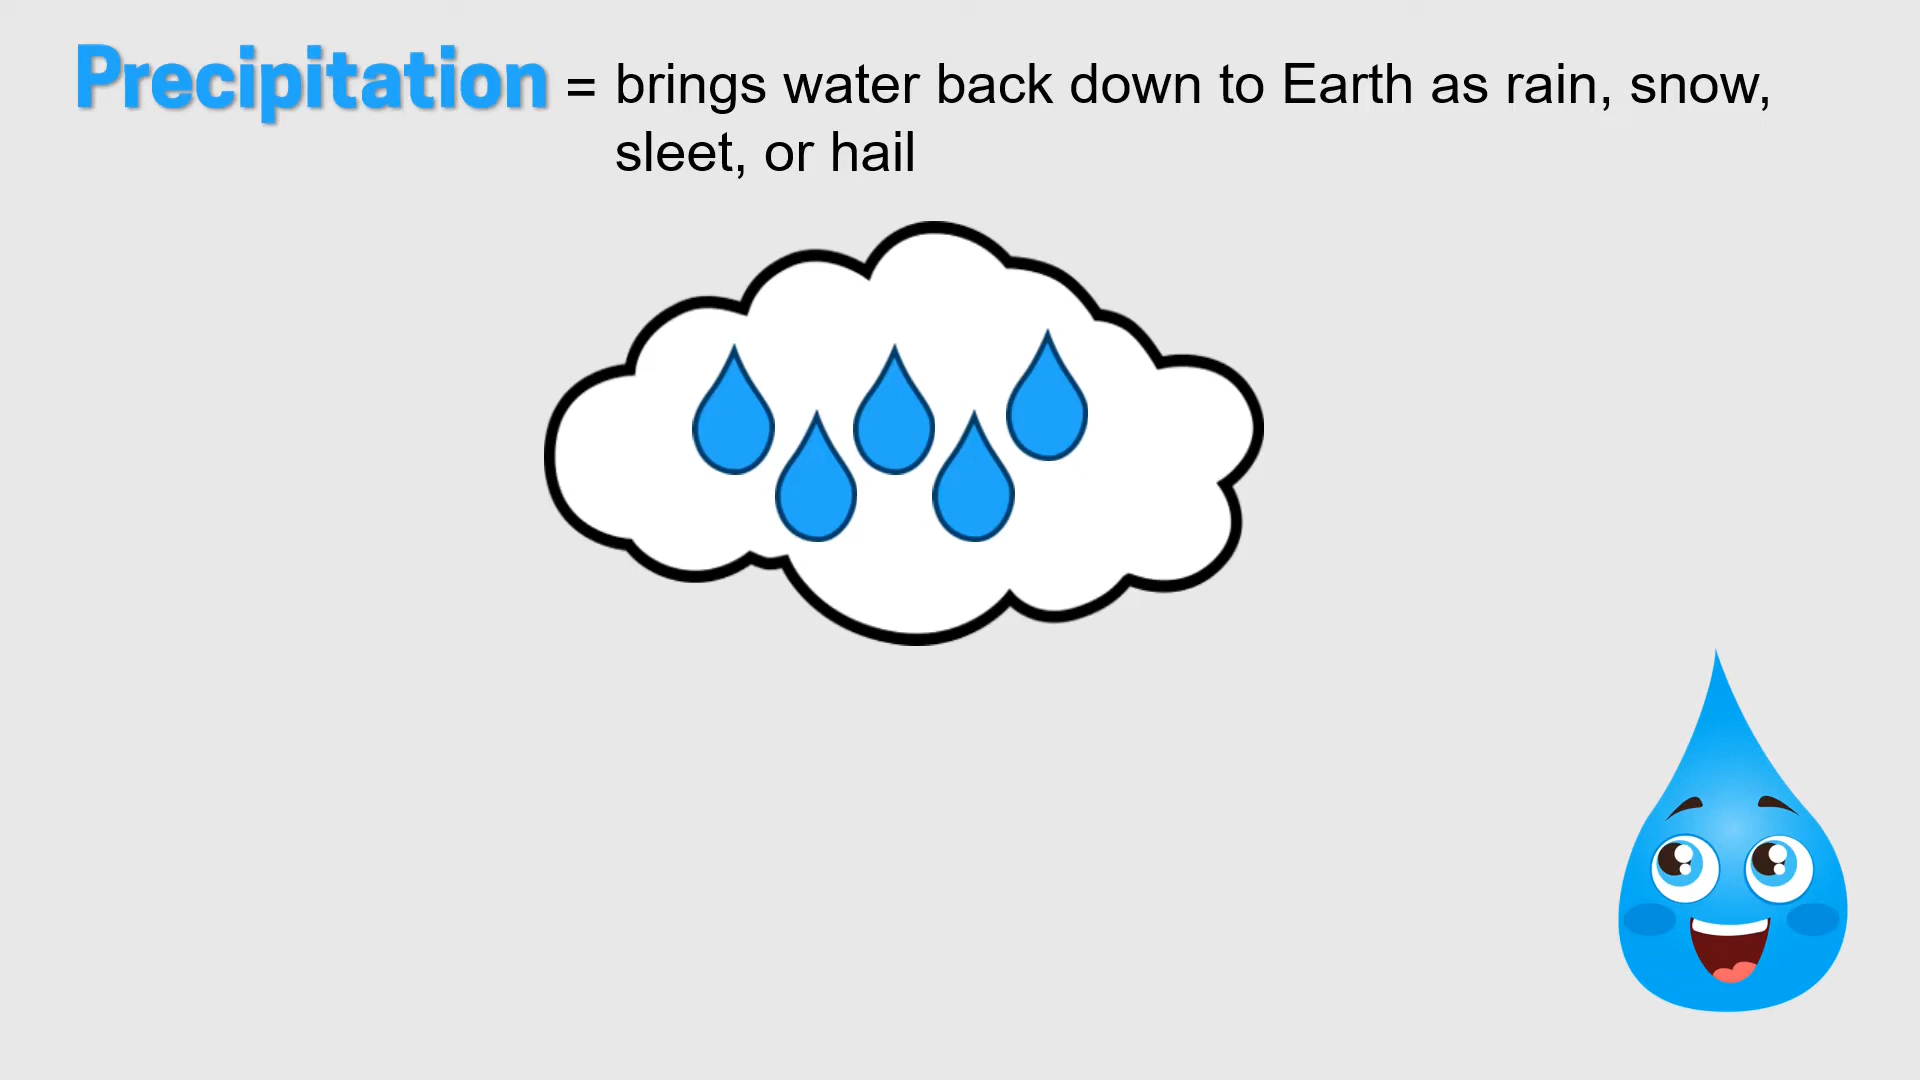 Precipitation = brings water back down to Earth as rain, snow,
sleet, or hail